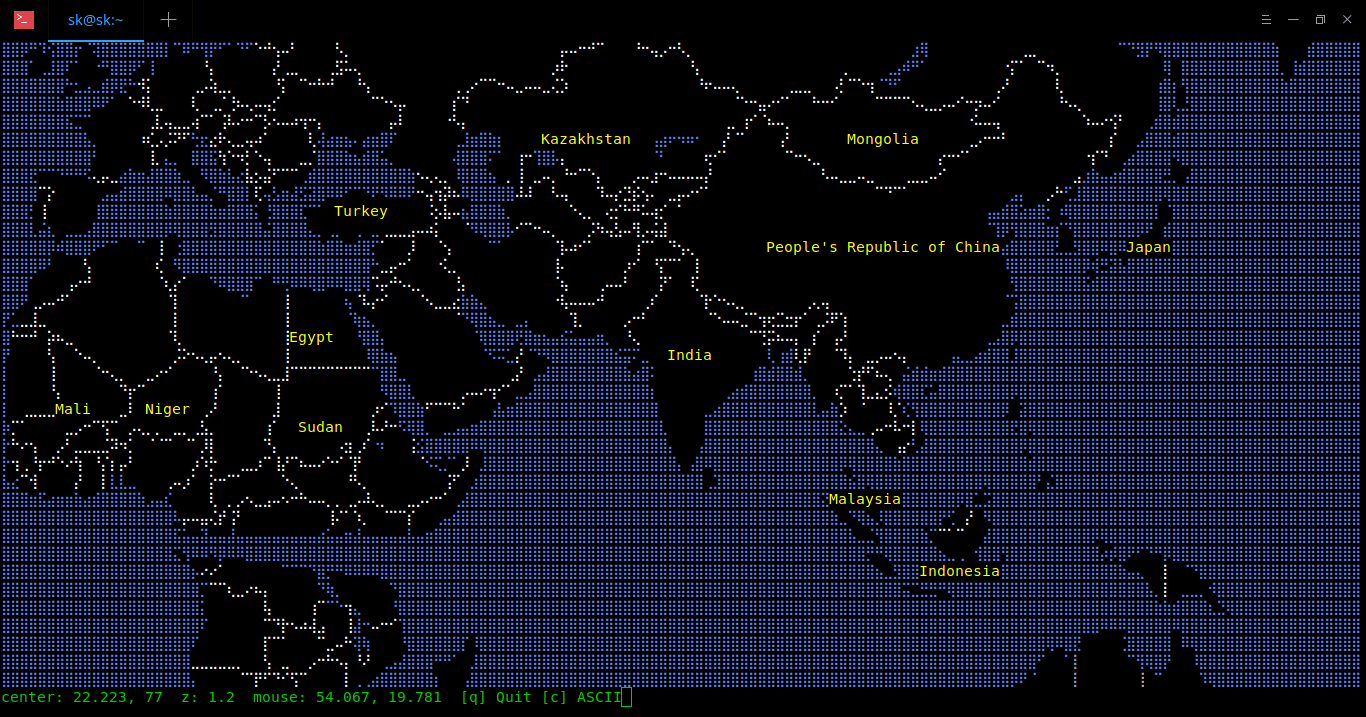 sk@sk:~
Kazakhstan
Mongolia
Turkey
People's Republic of China
Japan
Egypt
India
Mali
Niger
Sudan
Malaysia
Indonesia
center: 22.223, 77  z: 1.2  mouse: 54.067, 19.781  [q] Quit [c] ASCII